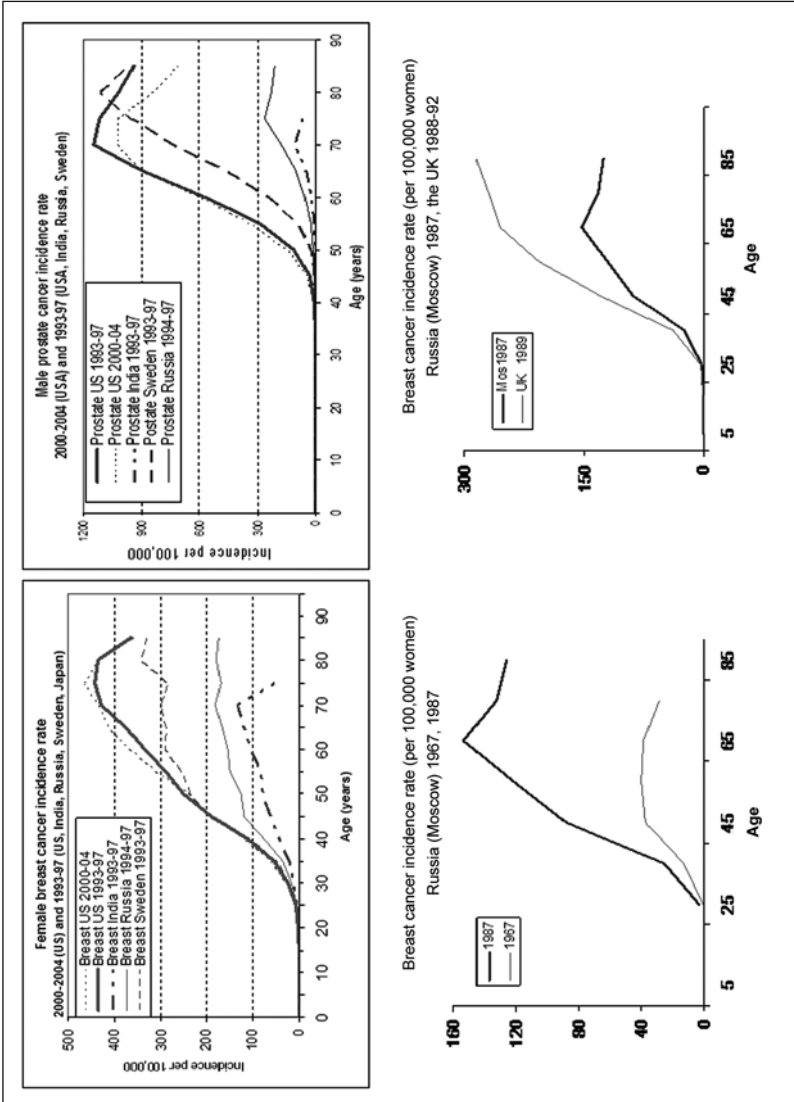 Female breast cancer incidence rate
2000-2004 (US) and 1993-97 (US, India, Russia, Sweden, Japan)
500
400
300
200
100
0
Incidence per 100,000
Breast US 2000-04
Breast US 1993-97
Breast India 1993-97
Breast Russia 1994-97
Breast Sweden 1993-97
0 10 20 30 40 50 60 70 80 90
Age (years)
Male prostate cancer incidence rate
2000-2004 (USA) and 1993-97 (USA, India, Russia, Sweden)
1200
900
600
300
0
Incidence per 100,000
Prostate US 1993-97
Prostate US 2000-04
Prostate India 1993-97
Postate Sweden 1993-97
Prostate Russia 1994-97
0 10 20 30 40 50 60 70 80 90
Age (years)
Breast cancer incidence rate (per 100,000 women)
Russia (Moscow) 1967, 1987
160
120
80
40
0
1987
1967
5 25 45 65 85
Age
Breast cancer incidence rate (per 100,000 women)
Russia (Moscow) 1987, the UK 1988-92
300
150
0
Mos1987
UK 1989
5 25 45 65 85
Age